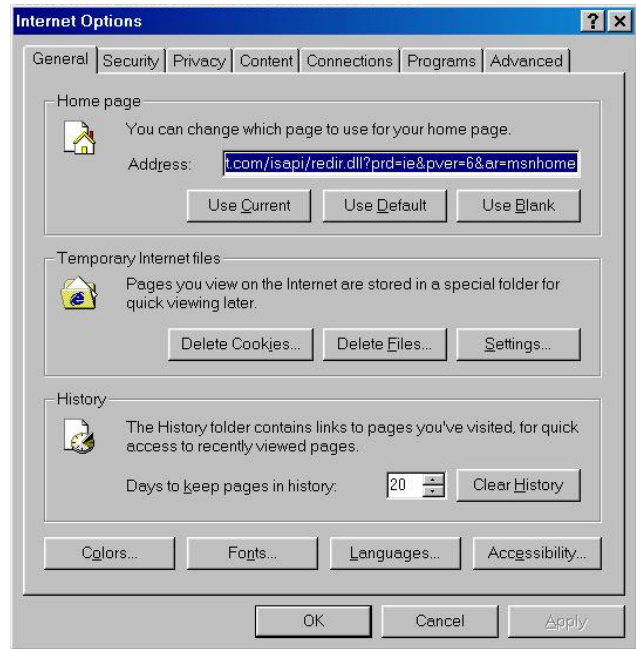 Internet Options
General Security Privacy Content Connections Programs Advanced
Home page
You can change which page to use for your home page.
Address: t.com/isapi/redir.dll?prd=ie&pver=6&ar=msnhome
Use Current Use Default Use Blank
Temporary Internet files
Pages you view on the Internet are stored in a special folder for
quick viewing later.
Delete Cookies... Delete Files... Settings...
History
The History folder contains links to pages you've visited, for quick
access to recently viewed pages.
Days to keep pages in history: 20 Clear History
Colors... Fonts... Languages... Accessibility...
OK Cancel Apply